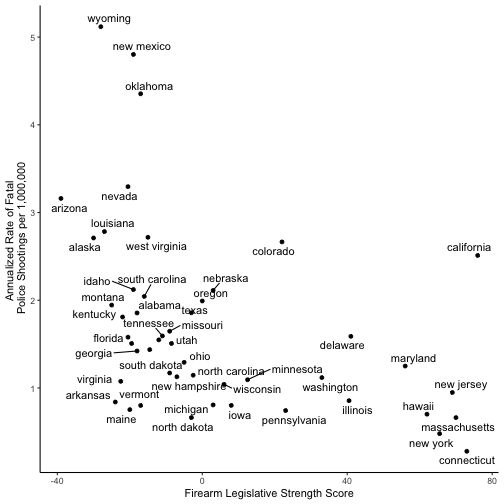 wyoming
5
new mexico
oklahoma
4
nevada
3
arizona
louisiana
alaska
west virginia
colorado
california
Annualized Rate of Fatal
Police Shootings per 1,000,000
idaho
south carolina
nebraska
montana
oregon
2
alabama
texas
kentucky
tennessee
missouri
florida
utah
delaware
georgia
ohio
maryland
south dakota
north carolina
minnesota
virginia
new hampshire
wisconsin
washington
new jersey
1
arkansas
vermont
michigan
iowa
illinois
hawaii
maine
north dakota
pennsylvania
massachusetts
new york
connecticut
-40
0
40
80
Firearm Legislative Strength Score